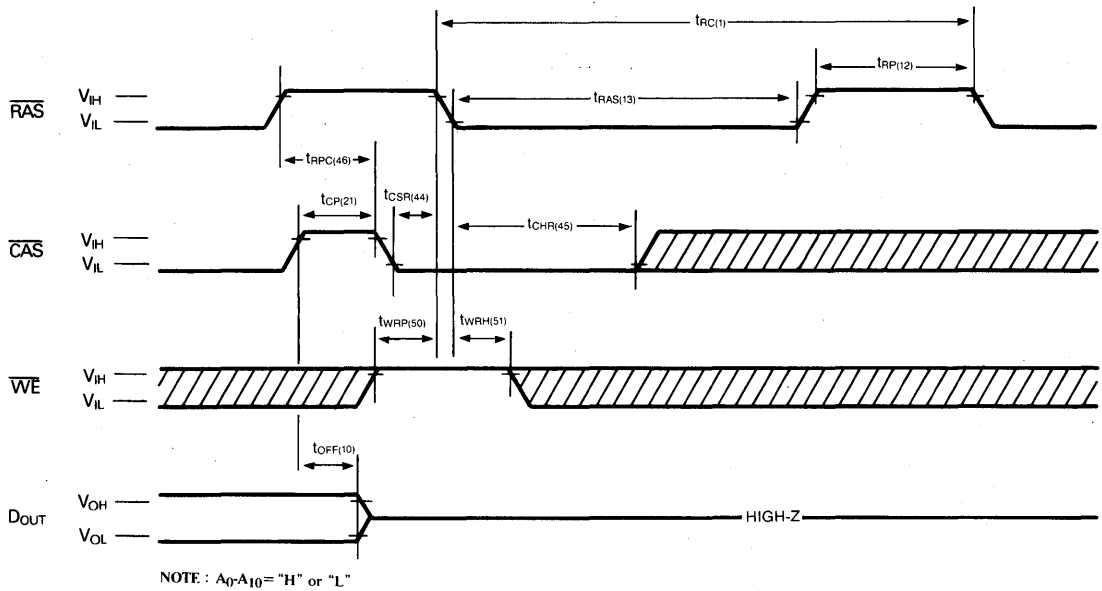 tRC(1)
tRP(12)
RAS VIH
VIL
tRAS(13)
tRPC(46)
tCP(21) tCSR(44)
tCHR(45)
CAS VIH
VIL
tWRP(50) tWRH(51)
WE VIH
VIL
tOFF(10)
VOH
DOUT HIGH-Z
VOL
NOTE : A0-A10= "H" or "L"